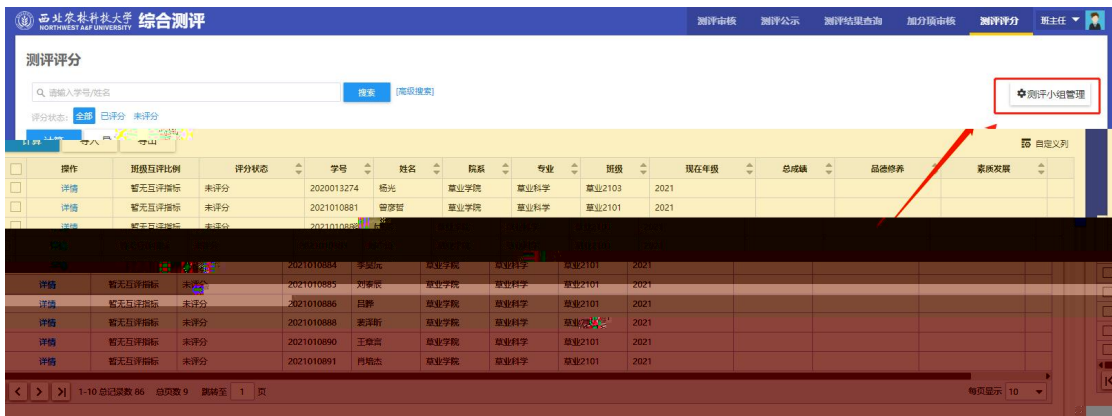 西北农林科技大学 综合测评 测评审核 测评公示 测评结果查询 加分项审核 测评评分 班主任
NORTHWEST A&F UNIVERSITY
测评评分
请输入学号/姓名 搜索 [高级搜索]
测评小组管理
评分状态: 全部 已评分 未评分
导出 自定义列
操作 班级互评比例 评分状态 学号 姓名 院系 专业 班级 现在年级 总成绩 品德修养 素质发展
详情 暂无互评指标 未评分 2020013274 杨光 草业学院 草业科学 草业2103 2021
详情 暂无互评指标 未评分 2021010881 曾彦哲 草业学院 草业科学 草业2101 2021
详情 暂无互评指标 未评分
2021010884 草业学院 草业科学 草业2101 2021
详情 暂无互评指标 2021010885 草业学院 草业科学 草业2101 2021
详情 暂无互评指标 未评分 2021010886 吕骅 草业学院 草业科学 草业2101 2021
详情 暂无互评指标 未评分 2021010888 草业学院 草业科学 2021
详情 暂无互评指标 未评分 2021010890 草业学院 草业科学 草业2101 2021
详情 暂无互评指标 未评分 2021010891 肖培杰 草业学院 草业科学 草业2101 2021
1-10 总记录数 86 总页数 9 跳转至 1 页 每页显示 10